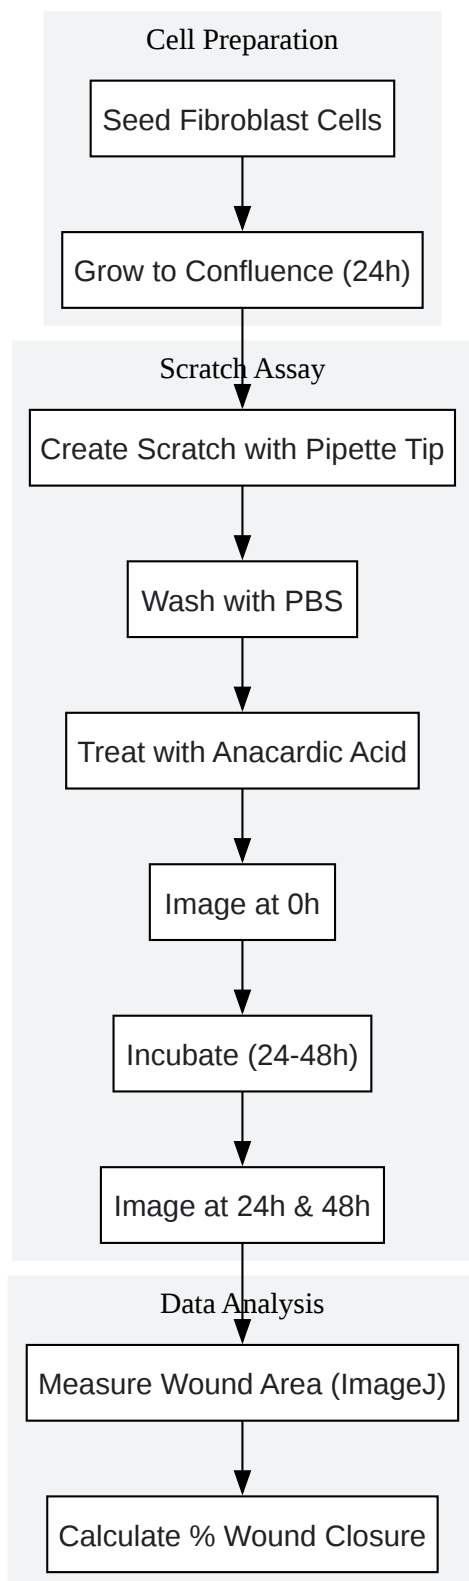 Cell Preparation
Seed Fibroblast Cells
Grow to Confluence (24h)
Scratch Assay
Create Scratch with Pipette Tip
Wash with PBS
Treat with Anacardic Acid
Image at 0h
Incubate (24-48h)
Image at 24h & 48h
Data Analysis
Measure Wound Area (ImageJ)
Calculate % Wound Closure